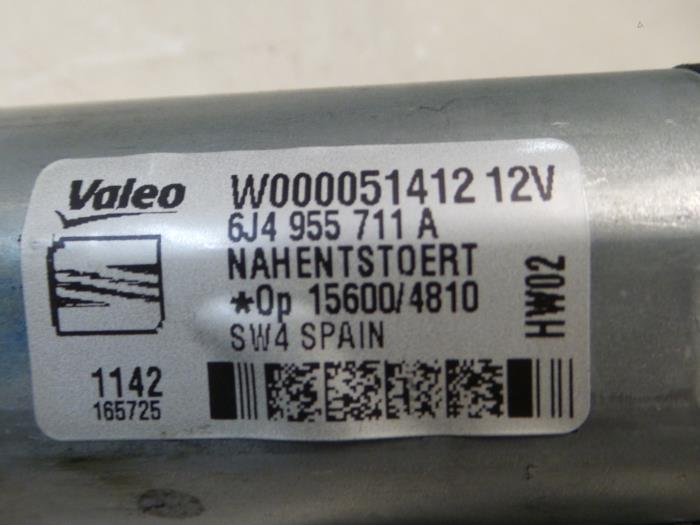 Valeo W000051412 12V
6J4 955 711 A
NAHENTSTOERT
*Op 15600/4810
SW4 SPAIN
HW02
1142
165725